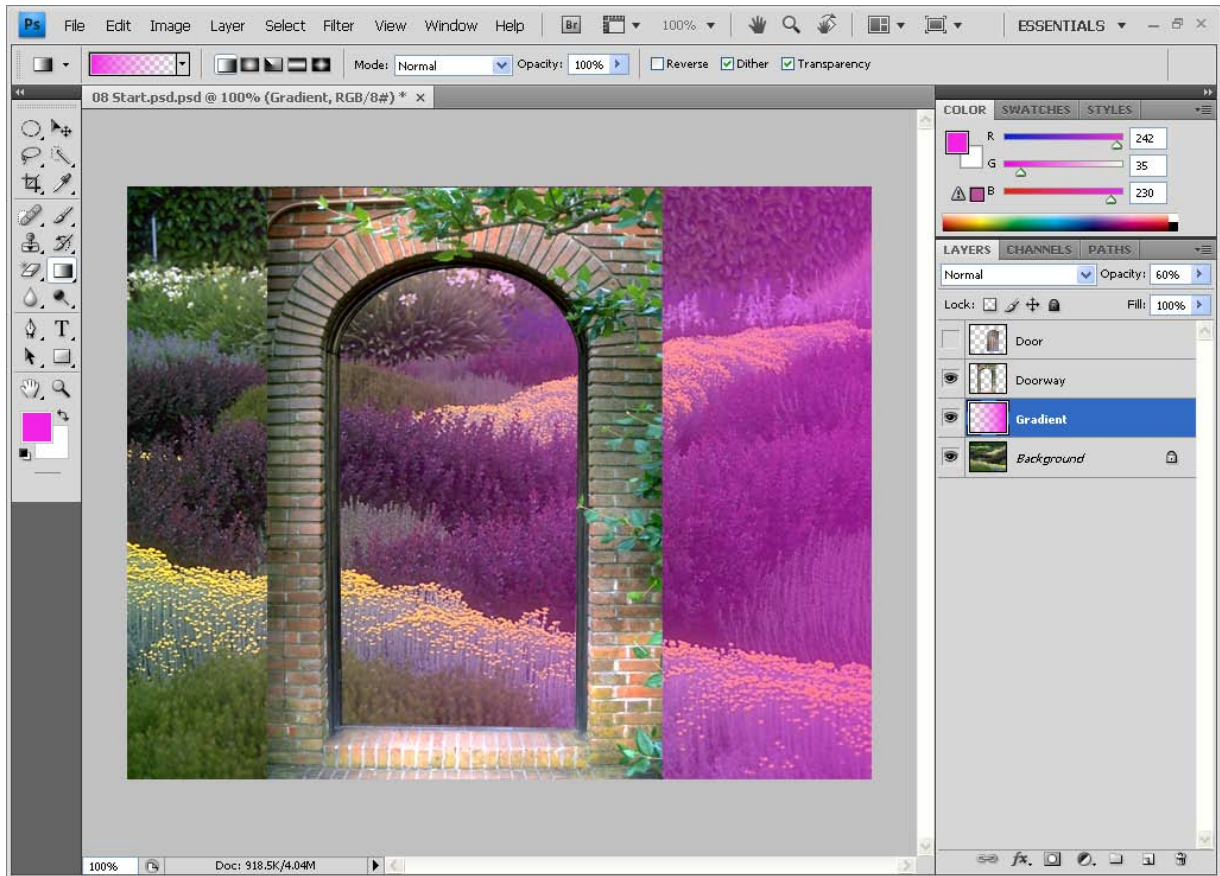 Ps File Edit Image Layer Select Filter View Window Help Br 100% ESSENTIALS
Mode: Normal Opacity: 100% Reverse Dither Transparency
08 Start.psd.psd @ 100% (Gradient, RGB/8#) * ×
COLOR SWATCHES STYLES
R 242
G 35
B 230
LAYERS CHANNELS PATHS
Normal Opacity: 60%
Lock: Fill: 100%
Door
Doorway
Gradient
Background
T
fx.
100% Doc: 918.5K/4.04M